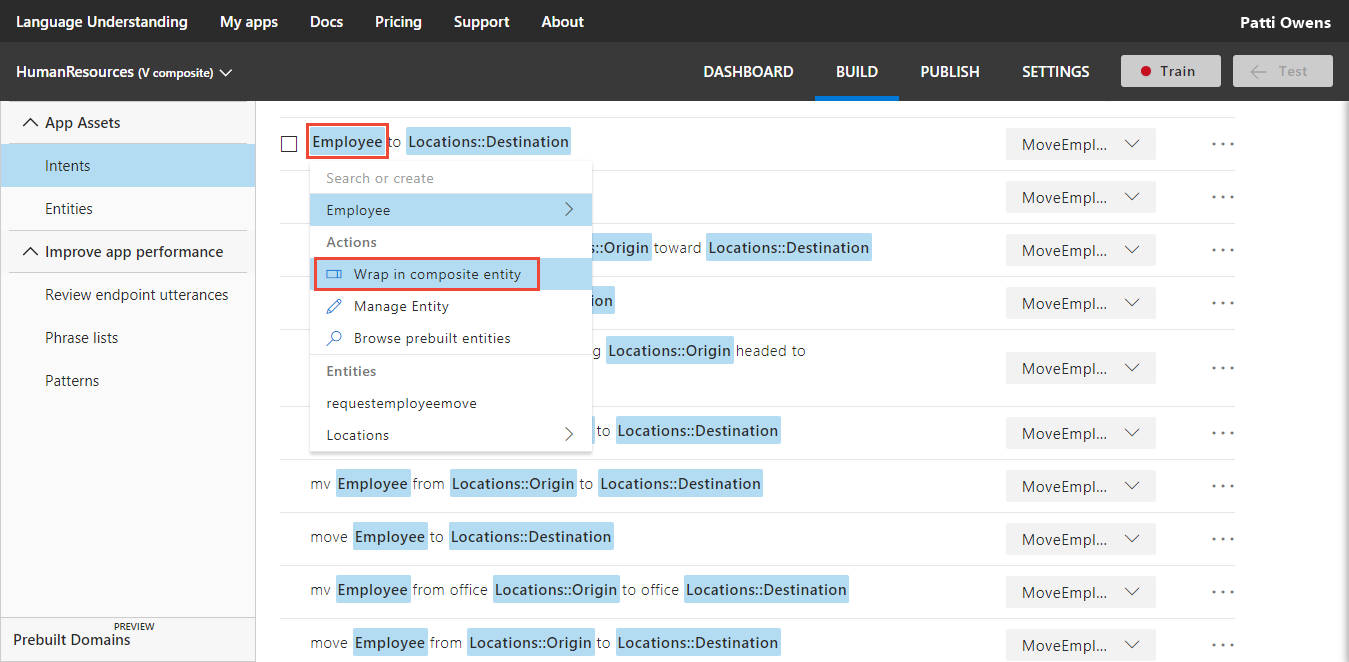 Language Understanding My apps Docs Pricing Support About Patti Owens
HumanResources (V composite) DASHBOARD BUILD PUBLISH SETTINGS Train Test
App Assets
Intents
Entities
Improve app performance
Review endpoint utterances
Phrase lists
Patterns
PREVIEW
Prebuilt Domains
Employee to Locations::Destination MoveEmpl... ...
Search or create
Employee
Actions
Wrap in composite entity
Manage Entity
Browse prebuilt entities
Entities
requestemployeemove
Locations
MoveEmpl... ...
::Origin toward Locations::Destination MoveEmpl... ...
ion MoveEmpl... ...
g Locations::Origin headed to MoveEmpl... ...
to Locations::Destination MoveEmpl... ...
mv Employee from Locations::Origin to Locations::Destination MoveEmpl... ...
move Employee to Locations::Destination MoveEmpl... ...
mv Employee from office Locations::Origin to office Locations::Destination MoveEmpl... ...
move Employee from Locations::Origin to Locations::Destination MoveEmpl... ...